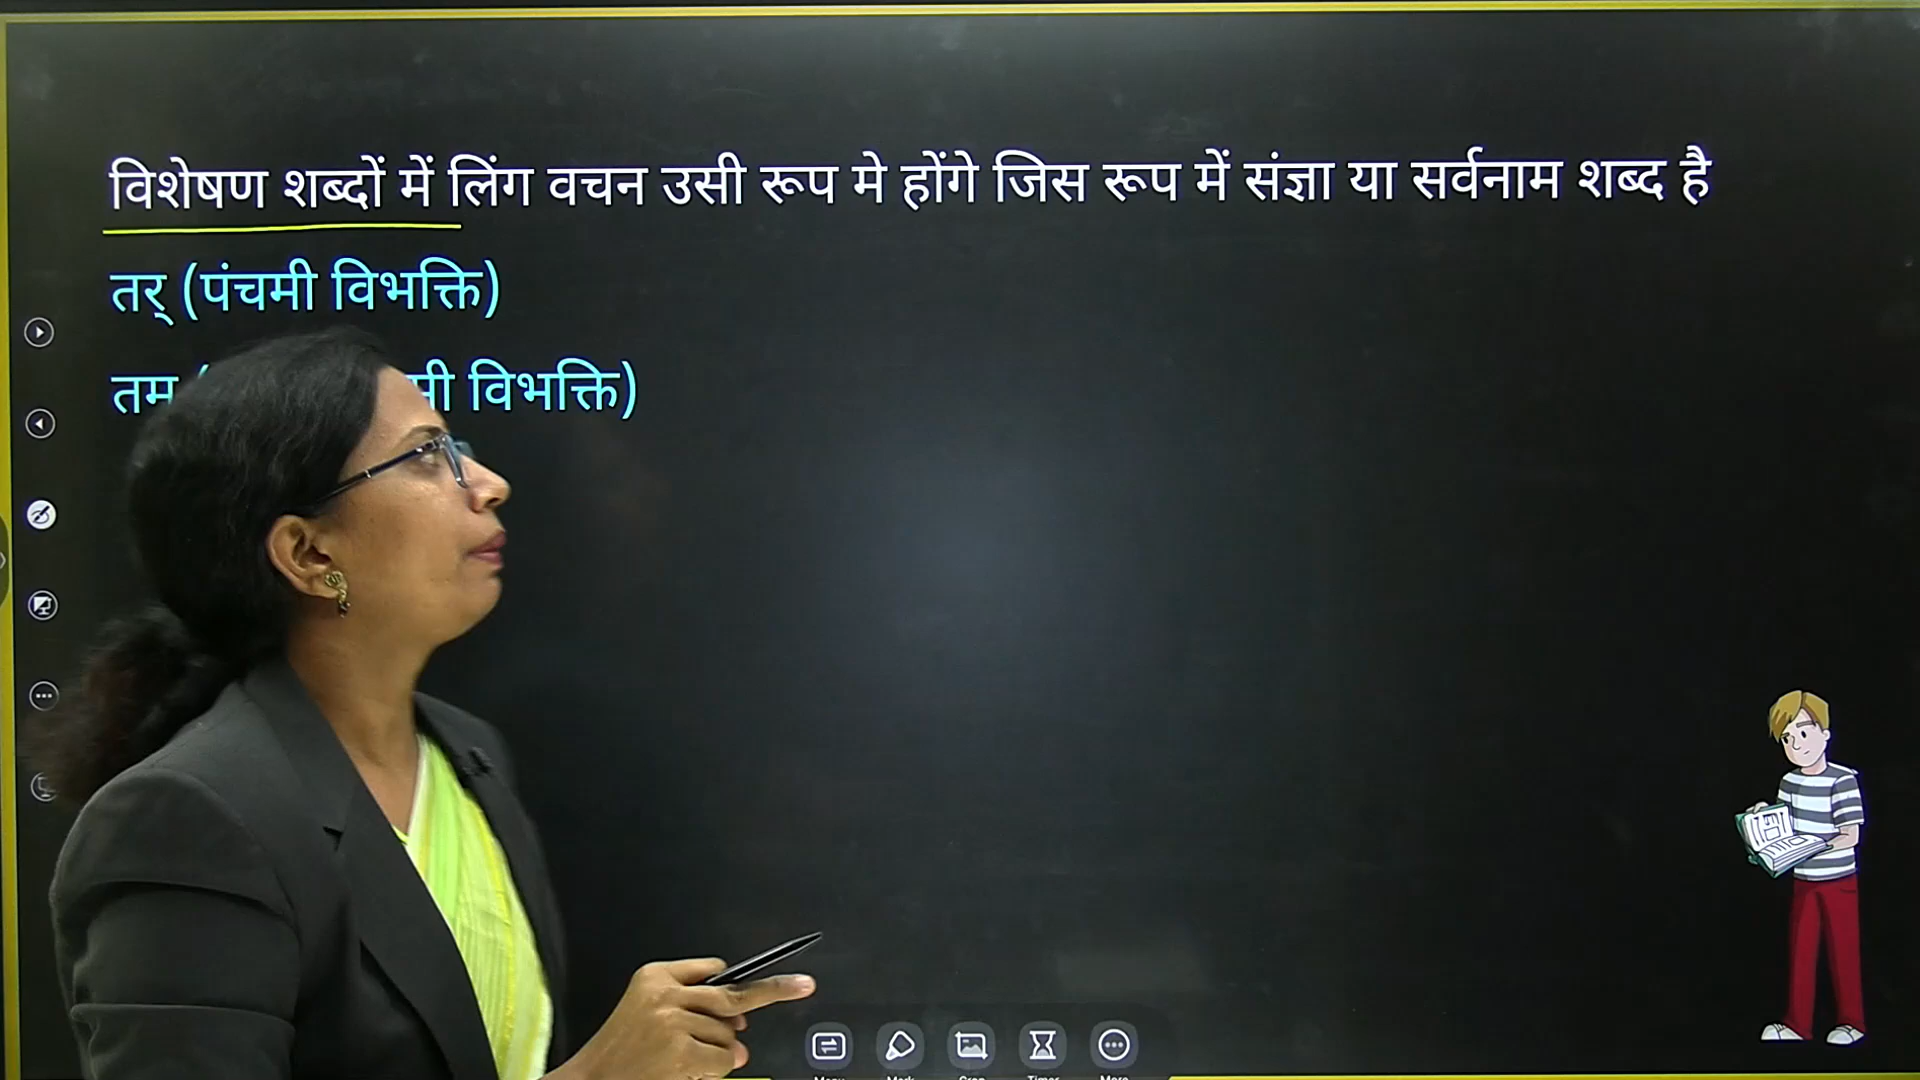 विशेषण शब्दों में लिंग वचन उसी रूप मे होंगे जिस रूप में संज्ञा या सर्वनाम शब्द है
तर् (पंचमी विभक्ति)
तम विभक्ति)